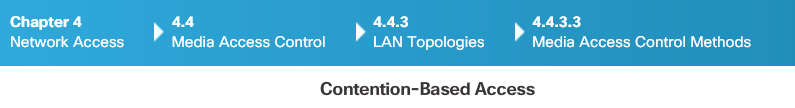 Chapter 4
Network Access
4.4
Media Access Control
4.4.3
LAN Topologies
4.4.3.3
Media Access Control Methods
Contention-Based Access